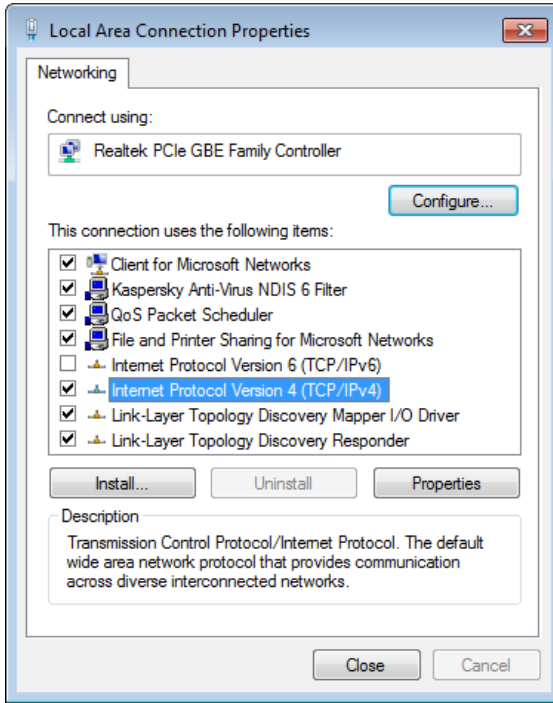 Local Area Connection Properties
Networking
Connect using:
Realtek PCIe GBE Family Controller
Configure...
This connection uses the following items:
Client for Microsoft Networks
Kaspersky Anti-Virus NDIS 6 Filter
QoS Packet Scheduler
File and Printer Sharing for Microsoft Networks
Internet Protocol Version 6 (TCP/IPv6)
Internet Protocol Version 4 (TCP/IPv4)
Link-Layer Topology Discovery Mapper I/O Driver
Link-Layer Topology Discovery Responder
Install... Uninstall Properties
Description
Transmission Control Protocol/Internet Protocol. The default
wide area network protocol that provides communication
across diverse interconnected networks.
Close Cancel